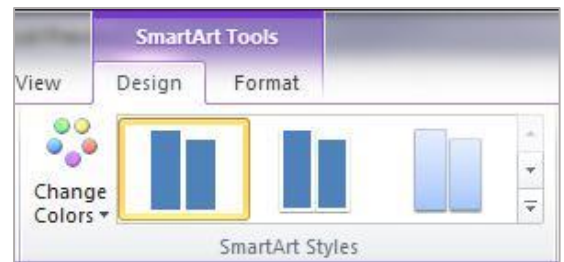 SmartArt Tools
View Design Format
Change
Colors
SmartArt Styles